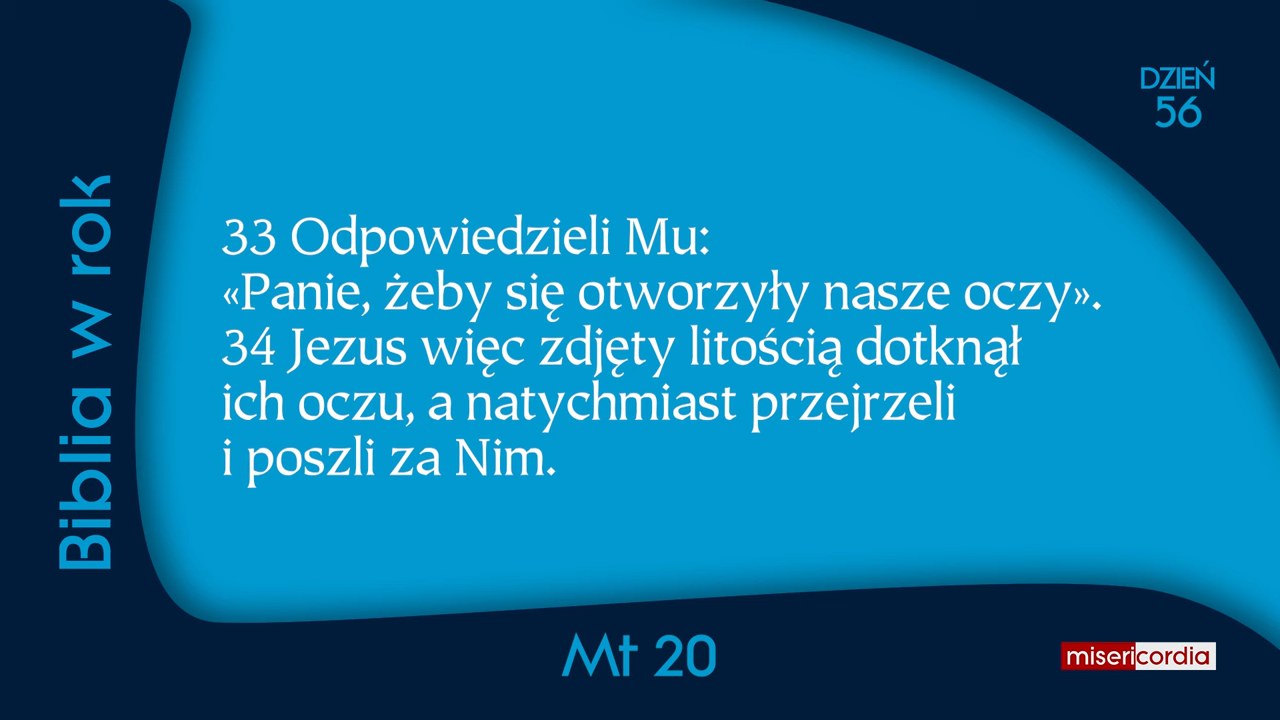 DZIEŃ
56
Biblia w rok
33 Odpowiedzieli Mu:
«Panie, żeby się otworzyły nasze oczy».
34 Jezus więc zdjęty litością dotknął
ich oczu, a natychmiast przejrzeli
i poszli za Nim.
Mt 20
misericordia